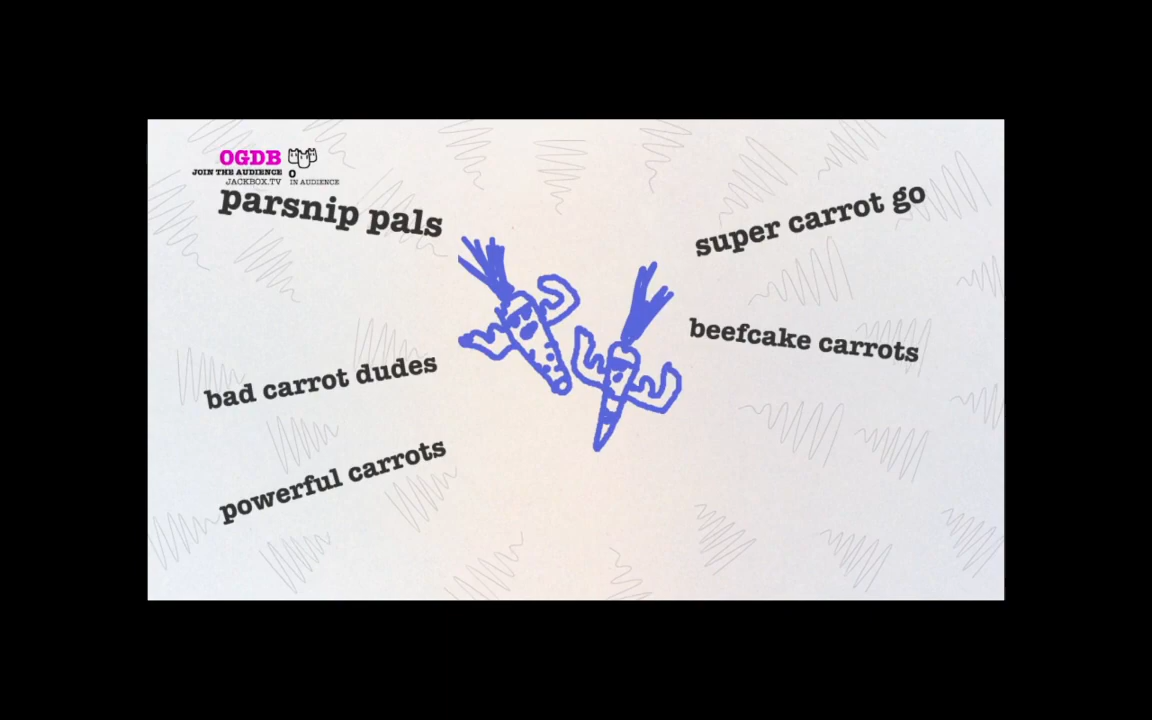 OGDB
JOIN THE AUDIENCE
JACKBOX.TV
0
IN AUDIENCE
parsnip pals
super carrot go
beefcake carrots
bad carrot dudes
powerful carrots